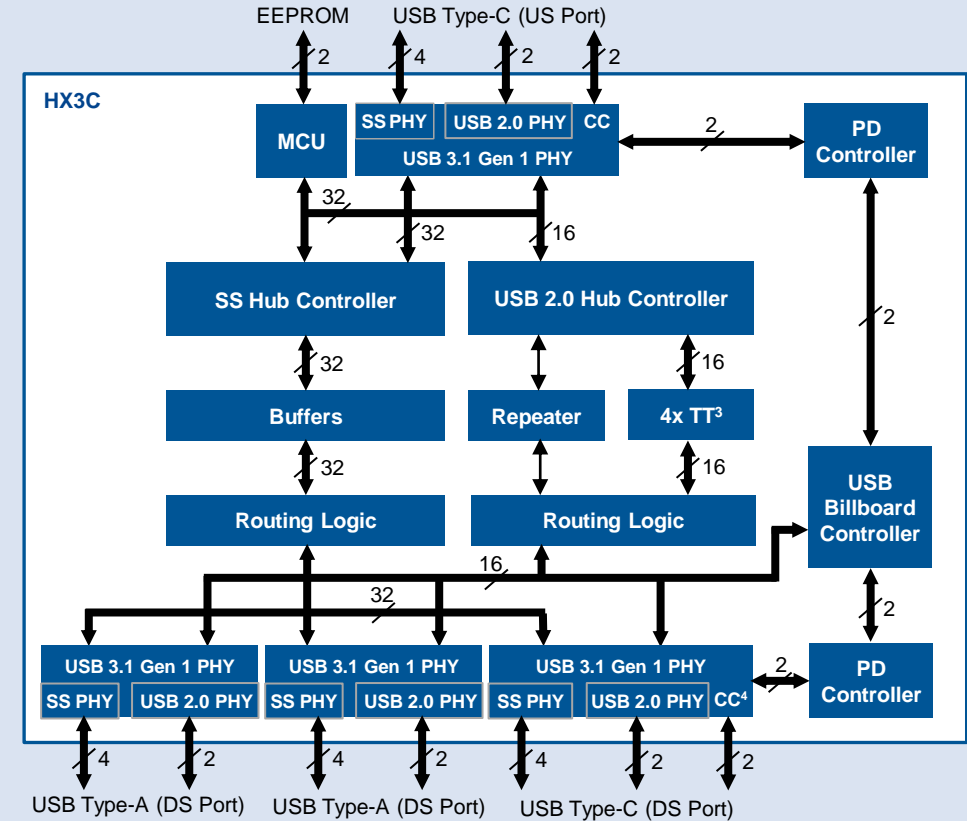 EEPROM
USB Type-C (US Port)
2
4
2
2
HX3C
MCU
SS PHY
USB 2.0 PHY
CC
USB 3.1 Gen 1 PHY
2
PD
Controller
32
32
16
SS Hub Controller
USB 2.0 Hub Controller
2
32
16
Buffers
Repeater
4x TT³
32
16
USB
Billboard
Controller
Routing Logic
Routing Logic
16
32
2
USB 3.1 Gen 1 PHY
SS PHY
USB 2.0 PHY
USB 3.1 Gen 1 PHY
SS PHY
USB 2.0 PHY
USB 3.1 Gen 1 PHY
SS PHY
USB 2.0 PHY
CC⁴
2
PD
Controller
4
2
4
2
4
2
2
USB Type-A (DS Port)
USB Type-A (DS Port)
USB Type-C (DS Port)